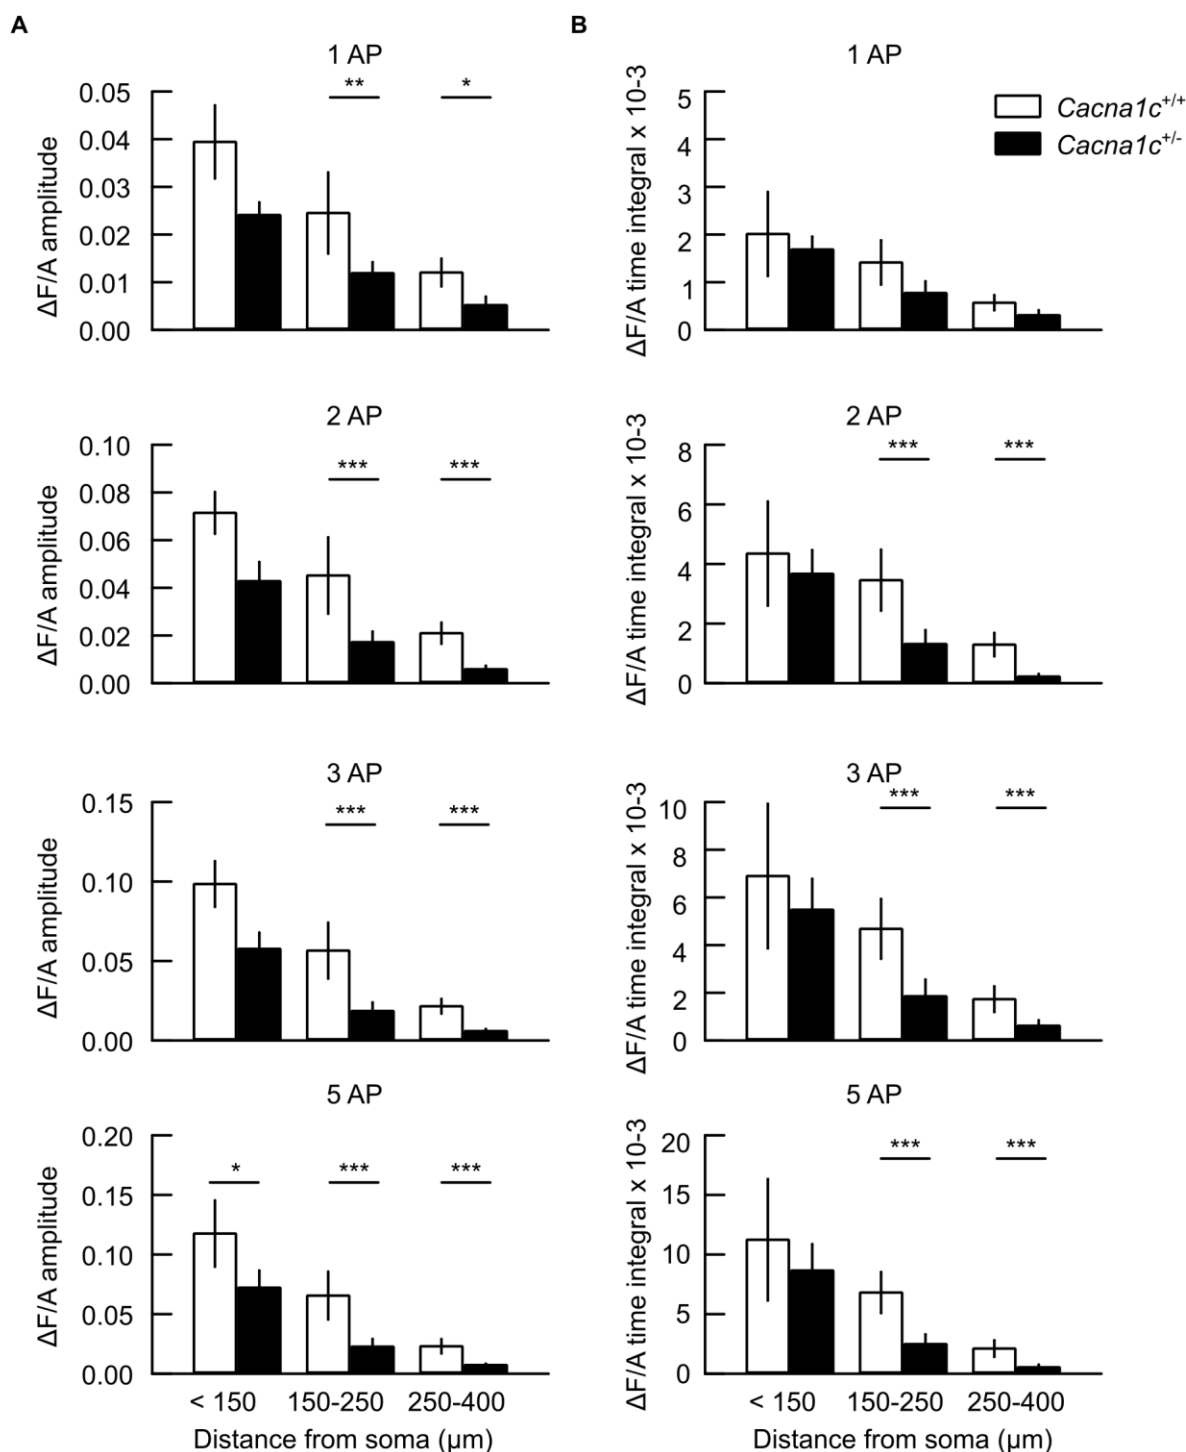 A
B
1 AP
1 AP
ΔF/A amplitude
0.05
0.04
0.03
0.02
0.01
0.00
**
*
ΔF/A time integral x 10-3
5
4
3
2
1
0
Cacna1c+/+
Cacna1c+/-
2 AP
2 AP
ΔF/A amplitude
0.10
0.08
0.06
0.04
0.02
0.00
***
***
ΔF/A time integral x 10-3
8
6
4
2
0
***
***
3 AP
3 AP
ΔF/A amplitude
0.15
0.10
0.05
0.00
***
***
ΔF/A time integral x 10-3
10
8
6
4
2
0
***
***
5 AP
5 AP
ΔF/A amplitude
0.20
0.15
0.10
0.05
0.00
*
***
***
< 150
150-250
250-400
Distance from soma (µm)
ΔF/A time integral x 10-3
20
15
10
5
0
***
***
< 150
150-250
250-400
Distance from soma (µm)